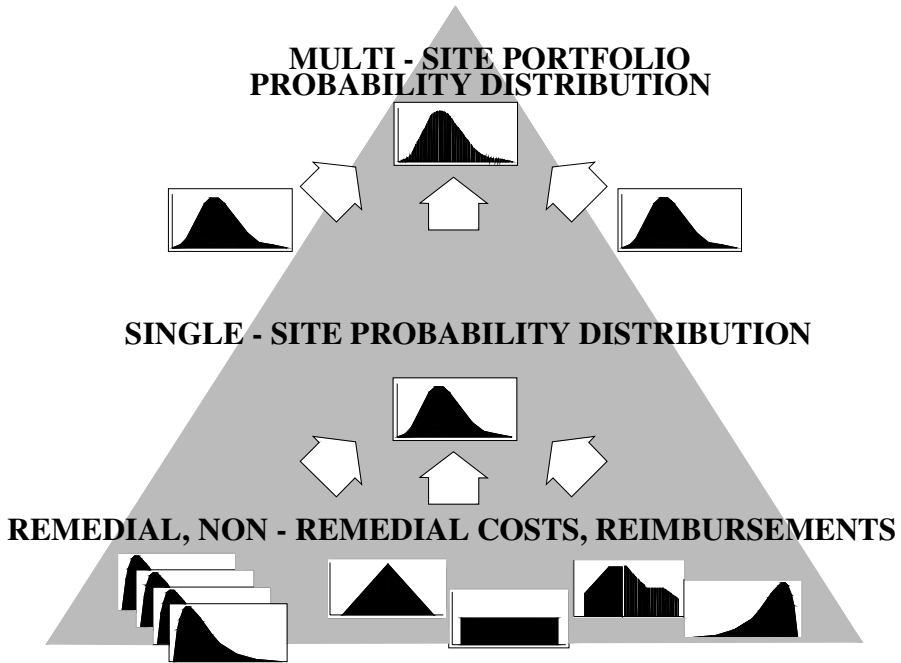 MULTI - SITE PORTFOLIO
PROBABILITY DISTRIBUTION
SINGLE - SITE PROBABILITY DISTRIBUTION
REMEDIAL, NON - REMEDIAL COSTS, REIMBURSEMENTS